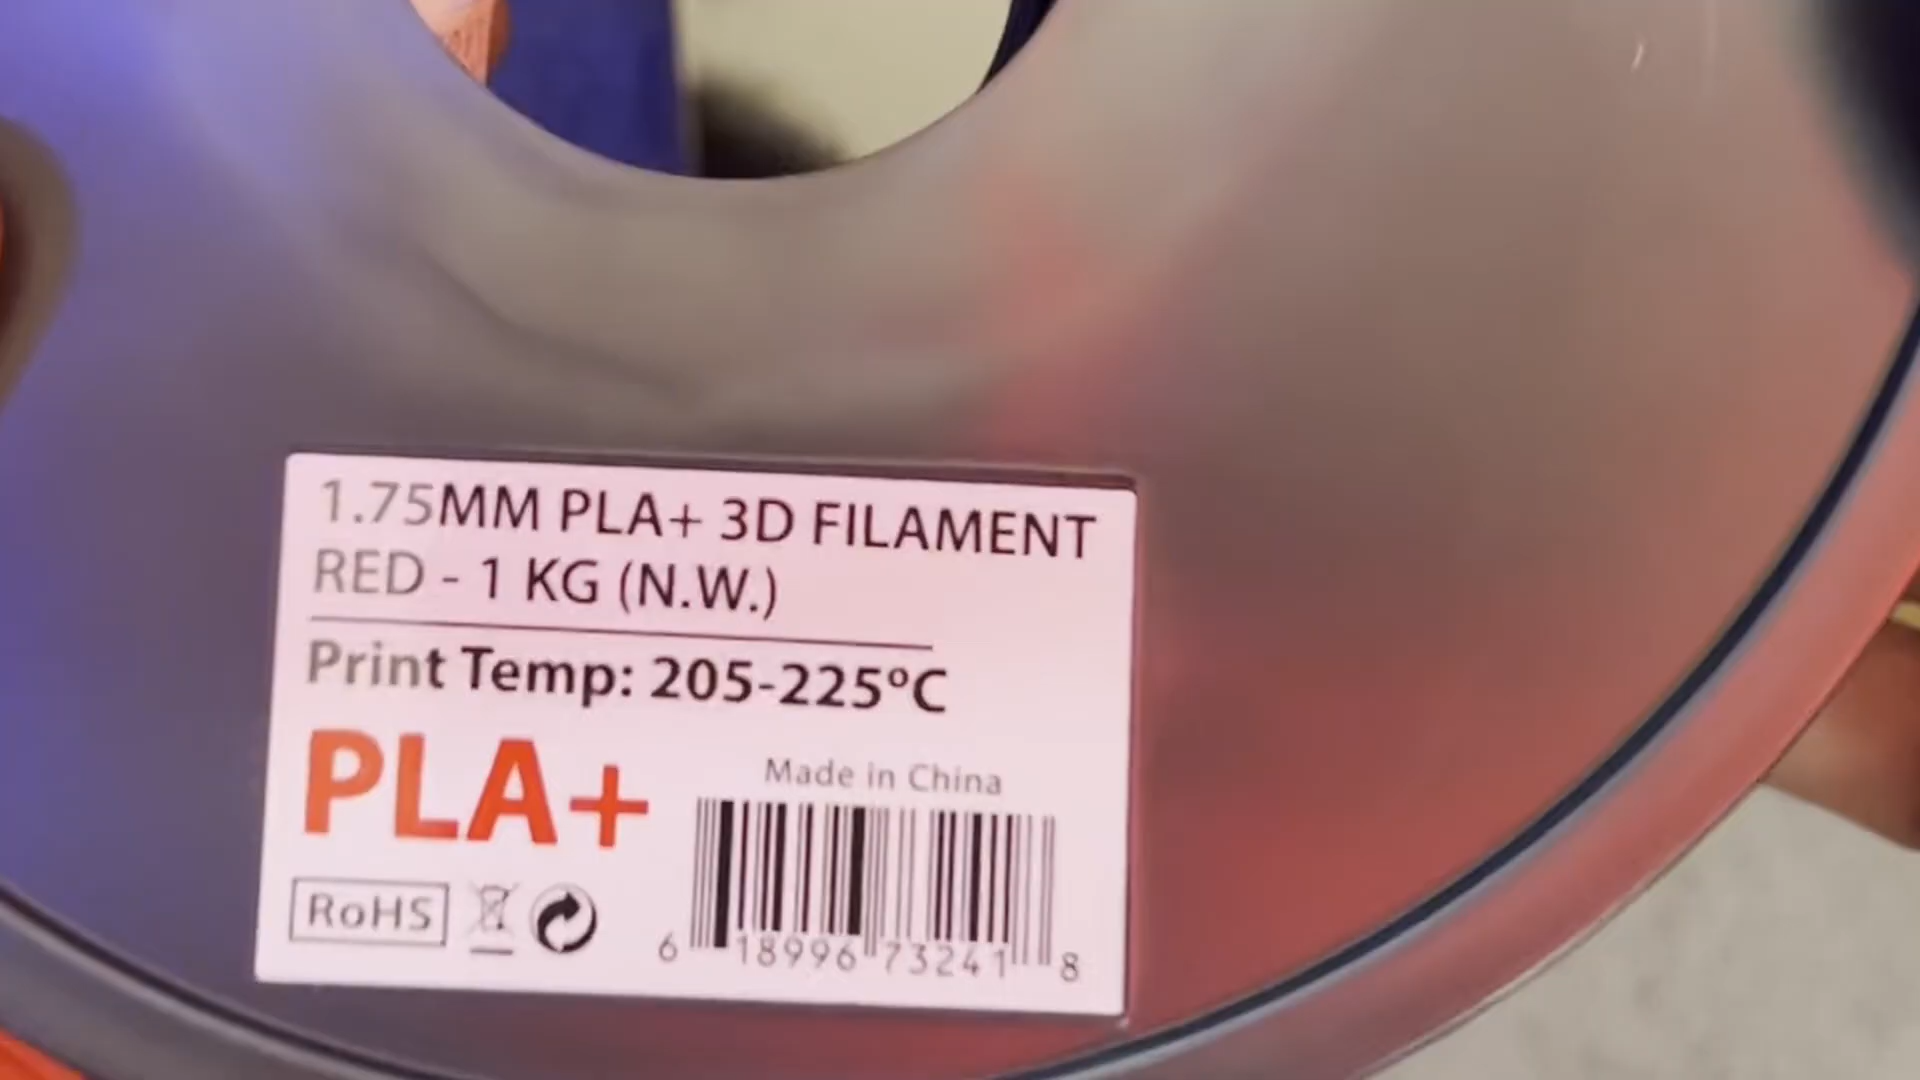 1.75MM PLA+ 3D FILAMENT
RED - 1 KG (N.W.)
Print Temp: 205-225ºC
PLA+
Made in China
RoHS
6 18996 73241 8